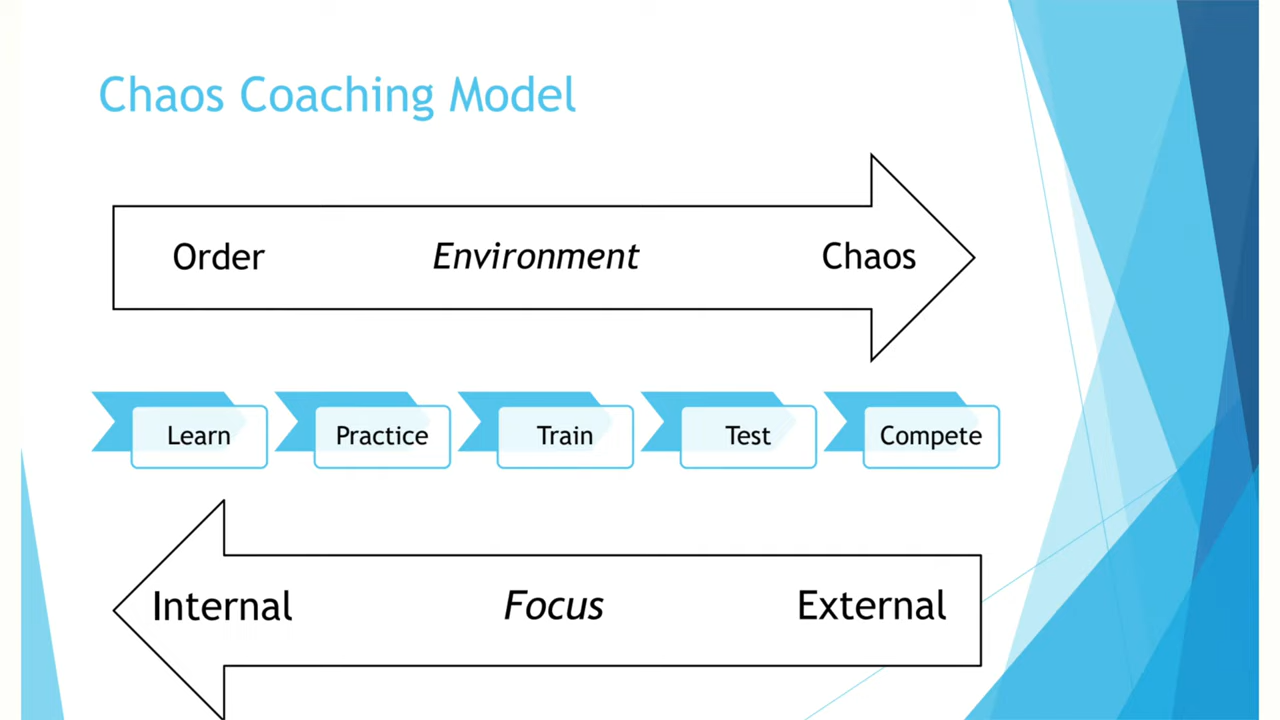 Chaos Coaching Model
Order Environment Chaos
Learn Practice Train Test Compete
Internal Focus External